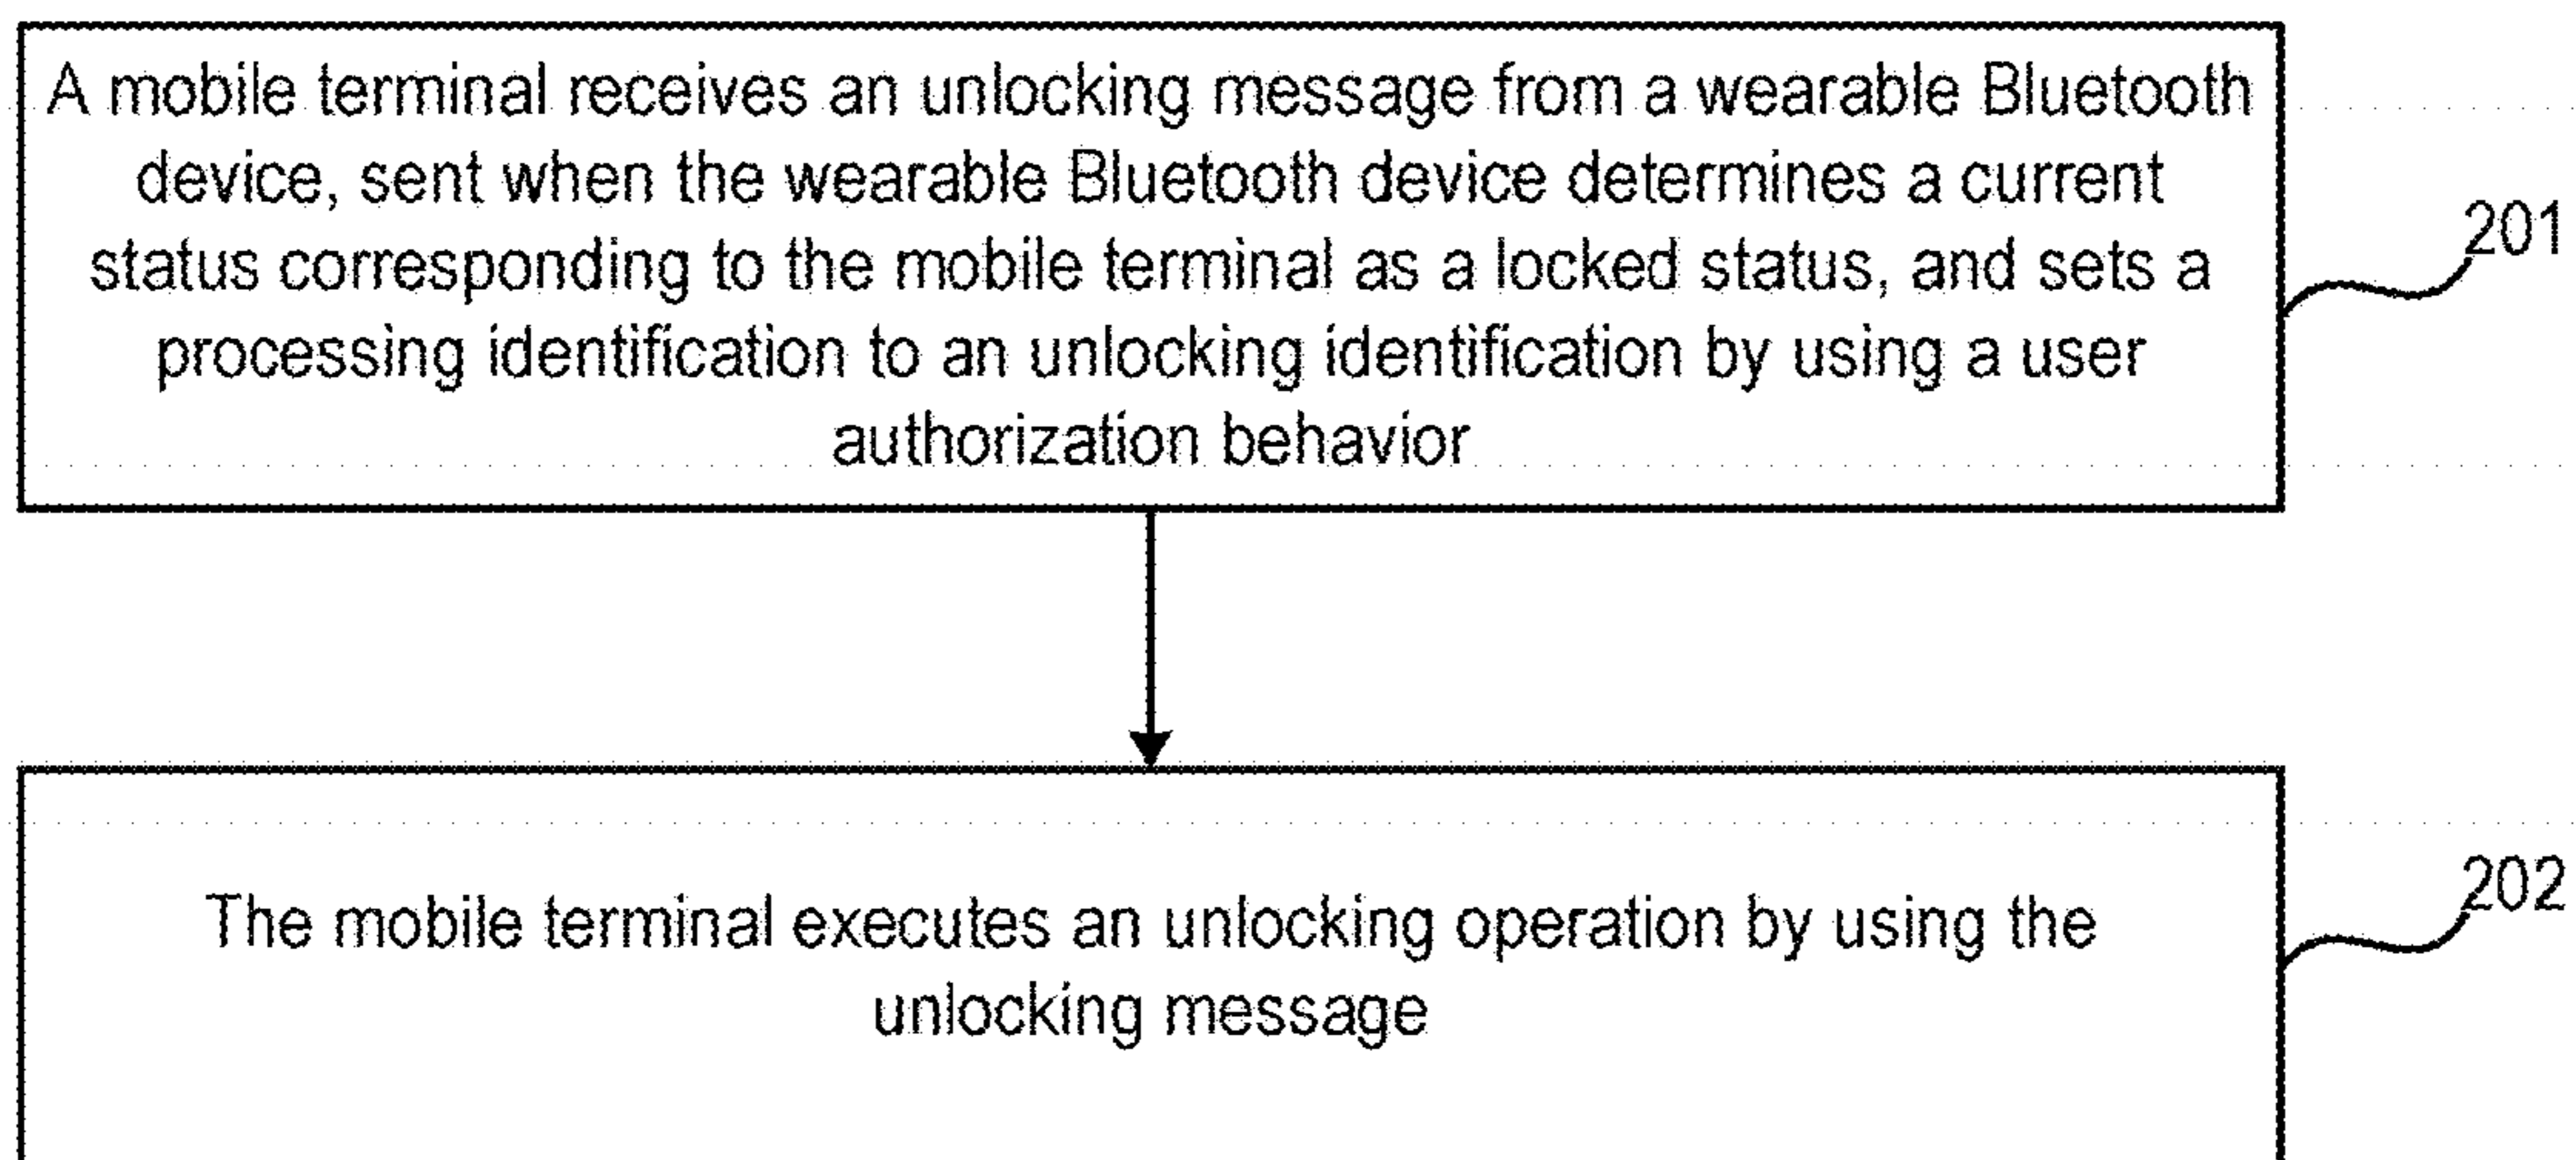 A mobile terminal receives an unlocking message from a wearable Bluetooth
device, sent when the wearable Bluetooth device determines a current
status corresponding to the mobile terminal as a locked status, and sets a
processing identification to an unlocking identification by using a user
authorization behavior
201
The mobile terminal executes an unlocking operation by using the
unlocking message
202